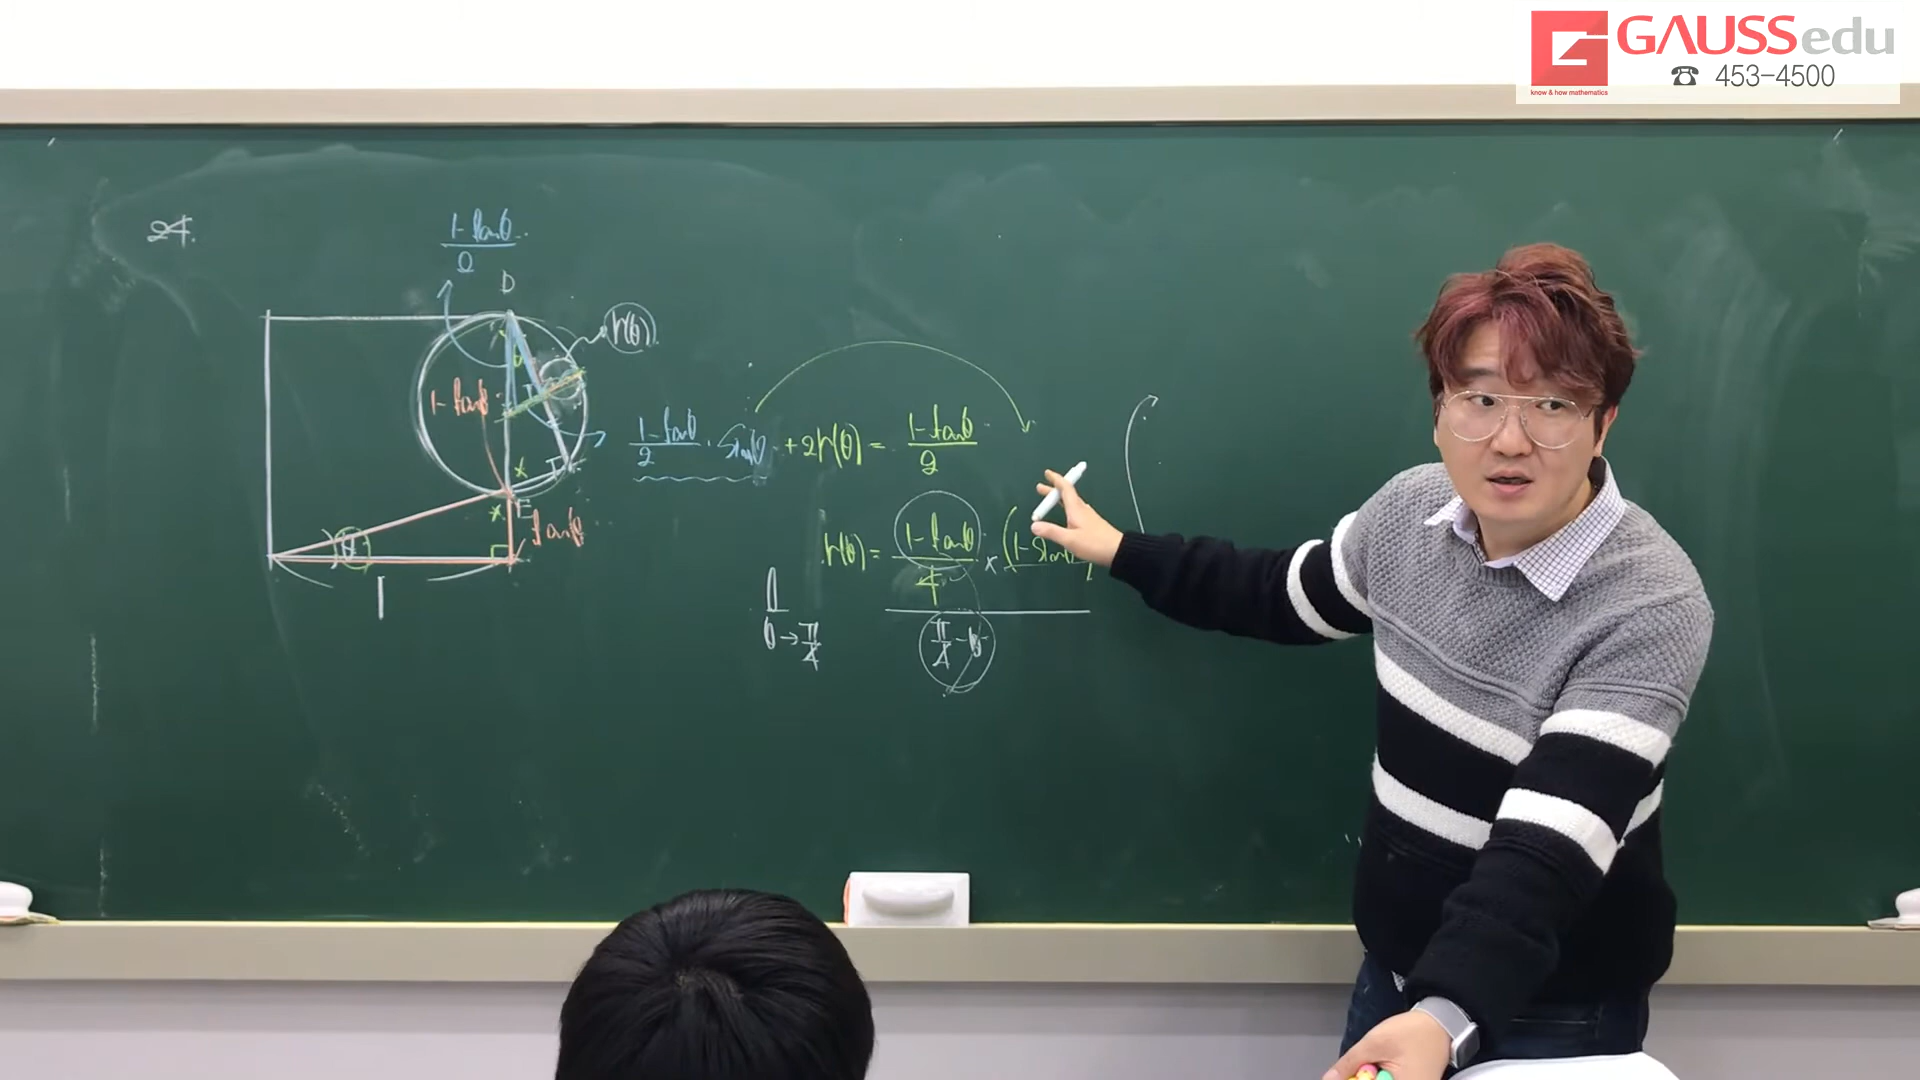 GAUSSedu
know & how mathematics
☎ 453-4500
24.
1-tanθ
2
D
r(θ)
1-tanθ
1-tanθ
2
· sinθ + 2r(θ) =
1-tanθ
2
E
tanθ
θ
1
r(θ) =
1-tanθ
4
× (1-sinθ
θ→π/4
π/4-θ